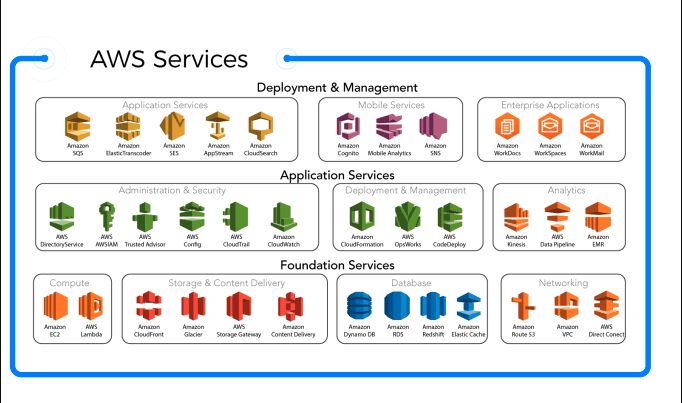 AWS Services
Deployment & Management
Application Services
Mobile Services
Enterprise Applications
Amazon SQS
Amazon ElasticTranscoder
Amazon SES
Amazon AppStream
Amazon CloudSearch
Amazon Cognito
Amazon Mobile Analytics
Amazon SNS
Amazon WorkDocs
Amazon WorkSpaces
Amazon WorkMail
Application Services
Administration & Security
Deployment & Management
Analytics
AWS DirectoryService
AWS AWSIAM
AWS Trusted Advisor
AWS Config
AWS CloudTrail
Amazon CloudWatch
Amazon CloudFormation
AWS OpsWorks
AWS CodeDeploy
Amazon Kinesis
AWS Data Pipeline
Amazon EMR
Foundation Services
Compute
Storage & Content Delivery
Database
Networking
Amazon EC2
AWS Lambda
Amazon CloudFront
Amazon Glacier
AWS Storage Gateway
Amazon Content Delivery
Amazon Dynamo DB
Amazon RDS
Amazon Redshift
Amazon Elastic Cache
Amazon Route 53
Amazon VPC
AWS Direct Conect